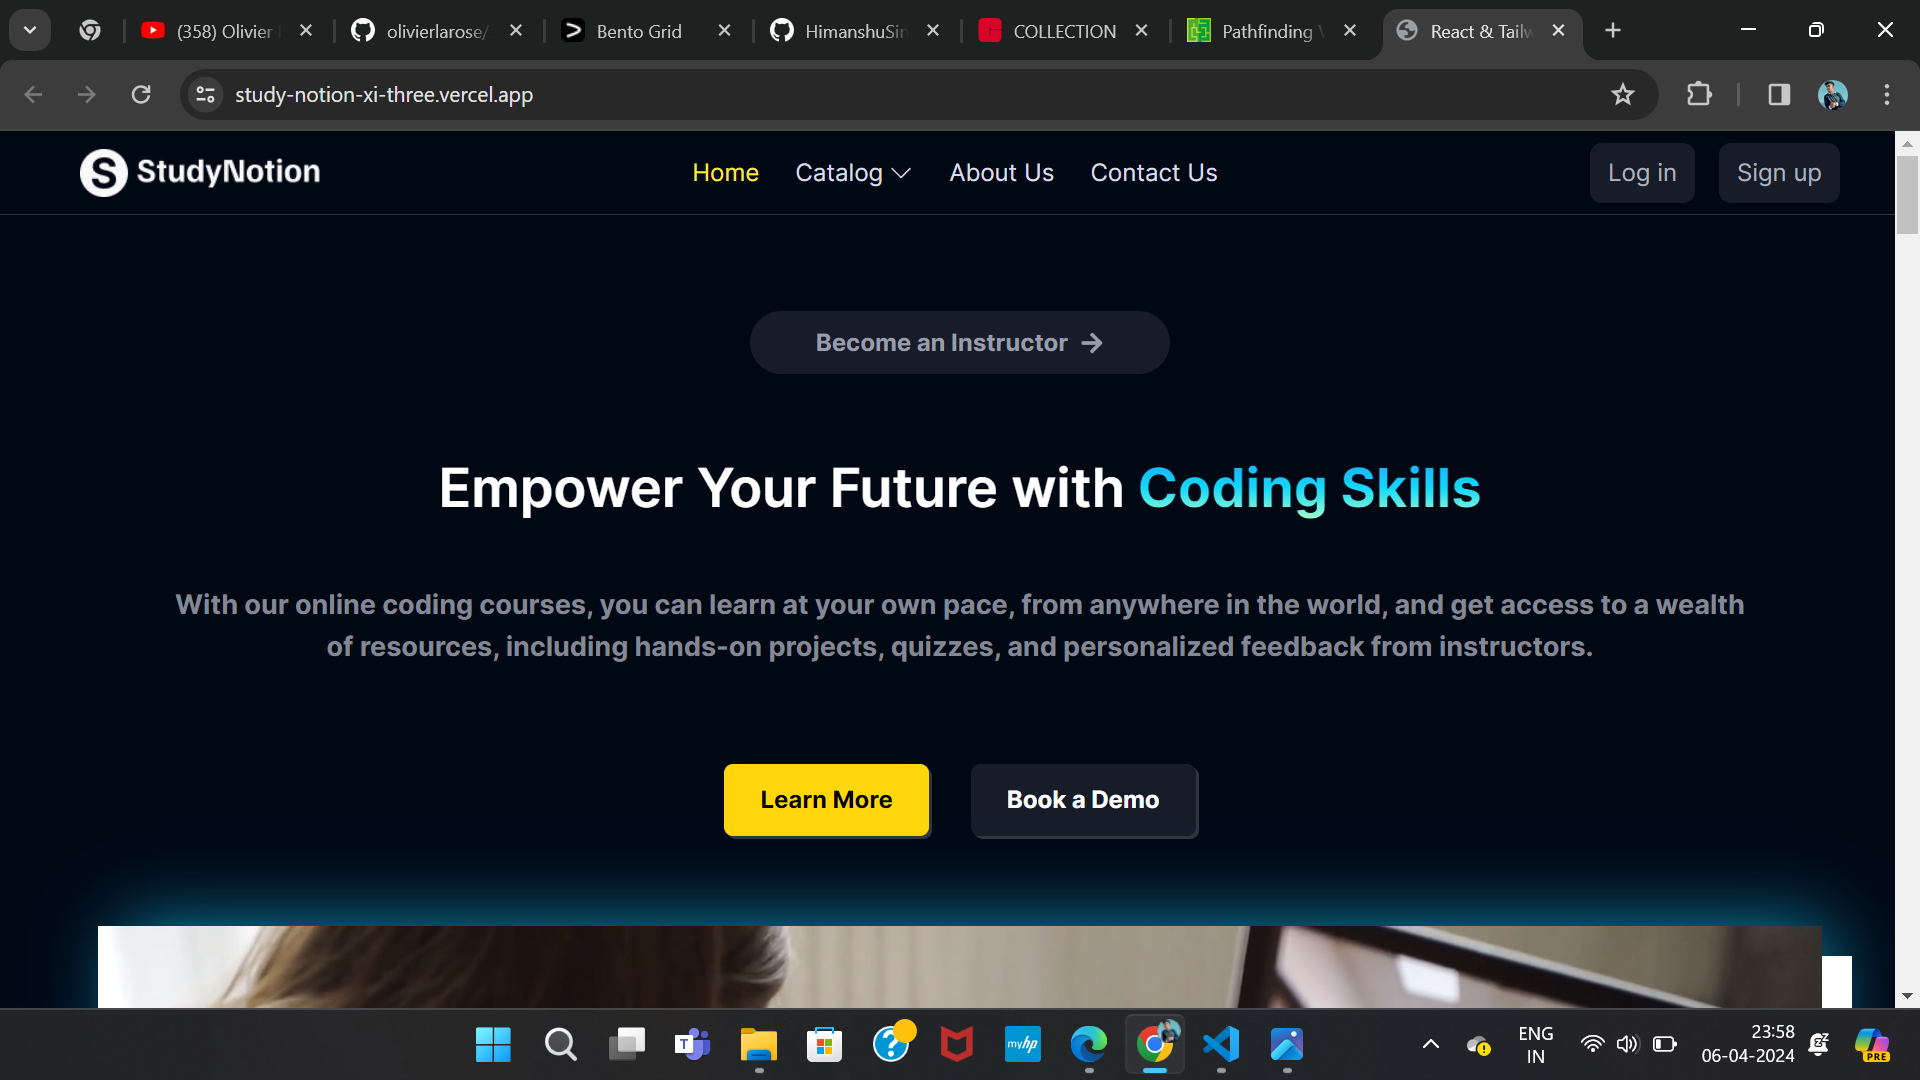 (358) Olivier
olivierlarose/
Bento Grid
HimanshuSin
COLLECTION
Pathfinding V
React & Tailw
study-notion-xi-three.vercel.app
S StudyNotion
Home
Catalog
About Us
Contact Us
Log in
Sign up
Become an Instructor
Empower Your Future with Coding Skills
With our online coding courses, you can learn at your own pace, from anywhere in the world, and get access to a wealth
of resources, including hands-on projects, quizzes, and personalized feedback from instructors.
Learn More
Book a Demo
T
?
myhp
ENG
IN
23:58
06-04-2024
PRE